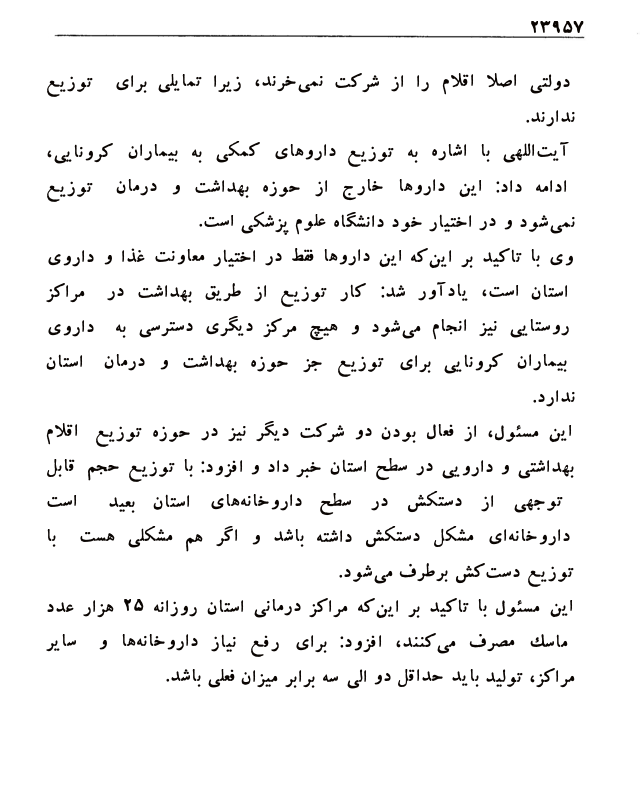 ۲۳۹۵۷
دولتی اصلا اقلام را از شرکت نمی‌خرند، زیرا تمایلی برای توزیع
ندارند.
آیت‌اللهی با اشاره به توزیع داروهای کمکی به بیماران کرونایی،
ادامه داد: این داروها خارج از حوزه بهداشت و درمان توزیع
نمی‌شود و در اختیار خود دانشگاه علوم پزشکی است.
وی با تاکید بر این‌که این داروها فقط در اختیار معاونت غذا و داروی
استان است، یادآور شد: کار توزیع از طریق بهداشت در مراکز
روستایی نیز انجام می‌شود و هیچ مرکز دیگری دسترسی به داروی
بیماران کرونایی برای توزیع جز حوزه بهداشت و درمان استان
ندارد.
این مسئول، از فعال بودن دو شرکت دیگر نیز در حوزه توزیع اقلام
بهداشتی و دارویی در سطح استان خبر داد و افزود: با توزیع حجم قابل
توجهی از دستکش در سطح داروخانه‌های استان بعید است
داروخانه‌ای مشکل دستکش داشته باشد و اگر هم مشکلی هست با
توزیع دست‌کش برطرف می‌شود.
این مسئول با تاکید بر این‌که مراکز درمانی استان روزانه ۲۵ هزار عدد
ماسك مصرف می‌کنند، افزود: برای رفع نیاز داروخانه‌ها و سایر
مراکز، تولید باید حداقل دو الی سه برابر میزان فعلی باشد.